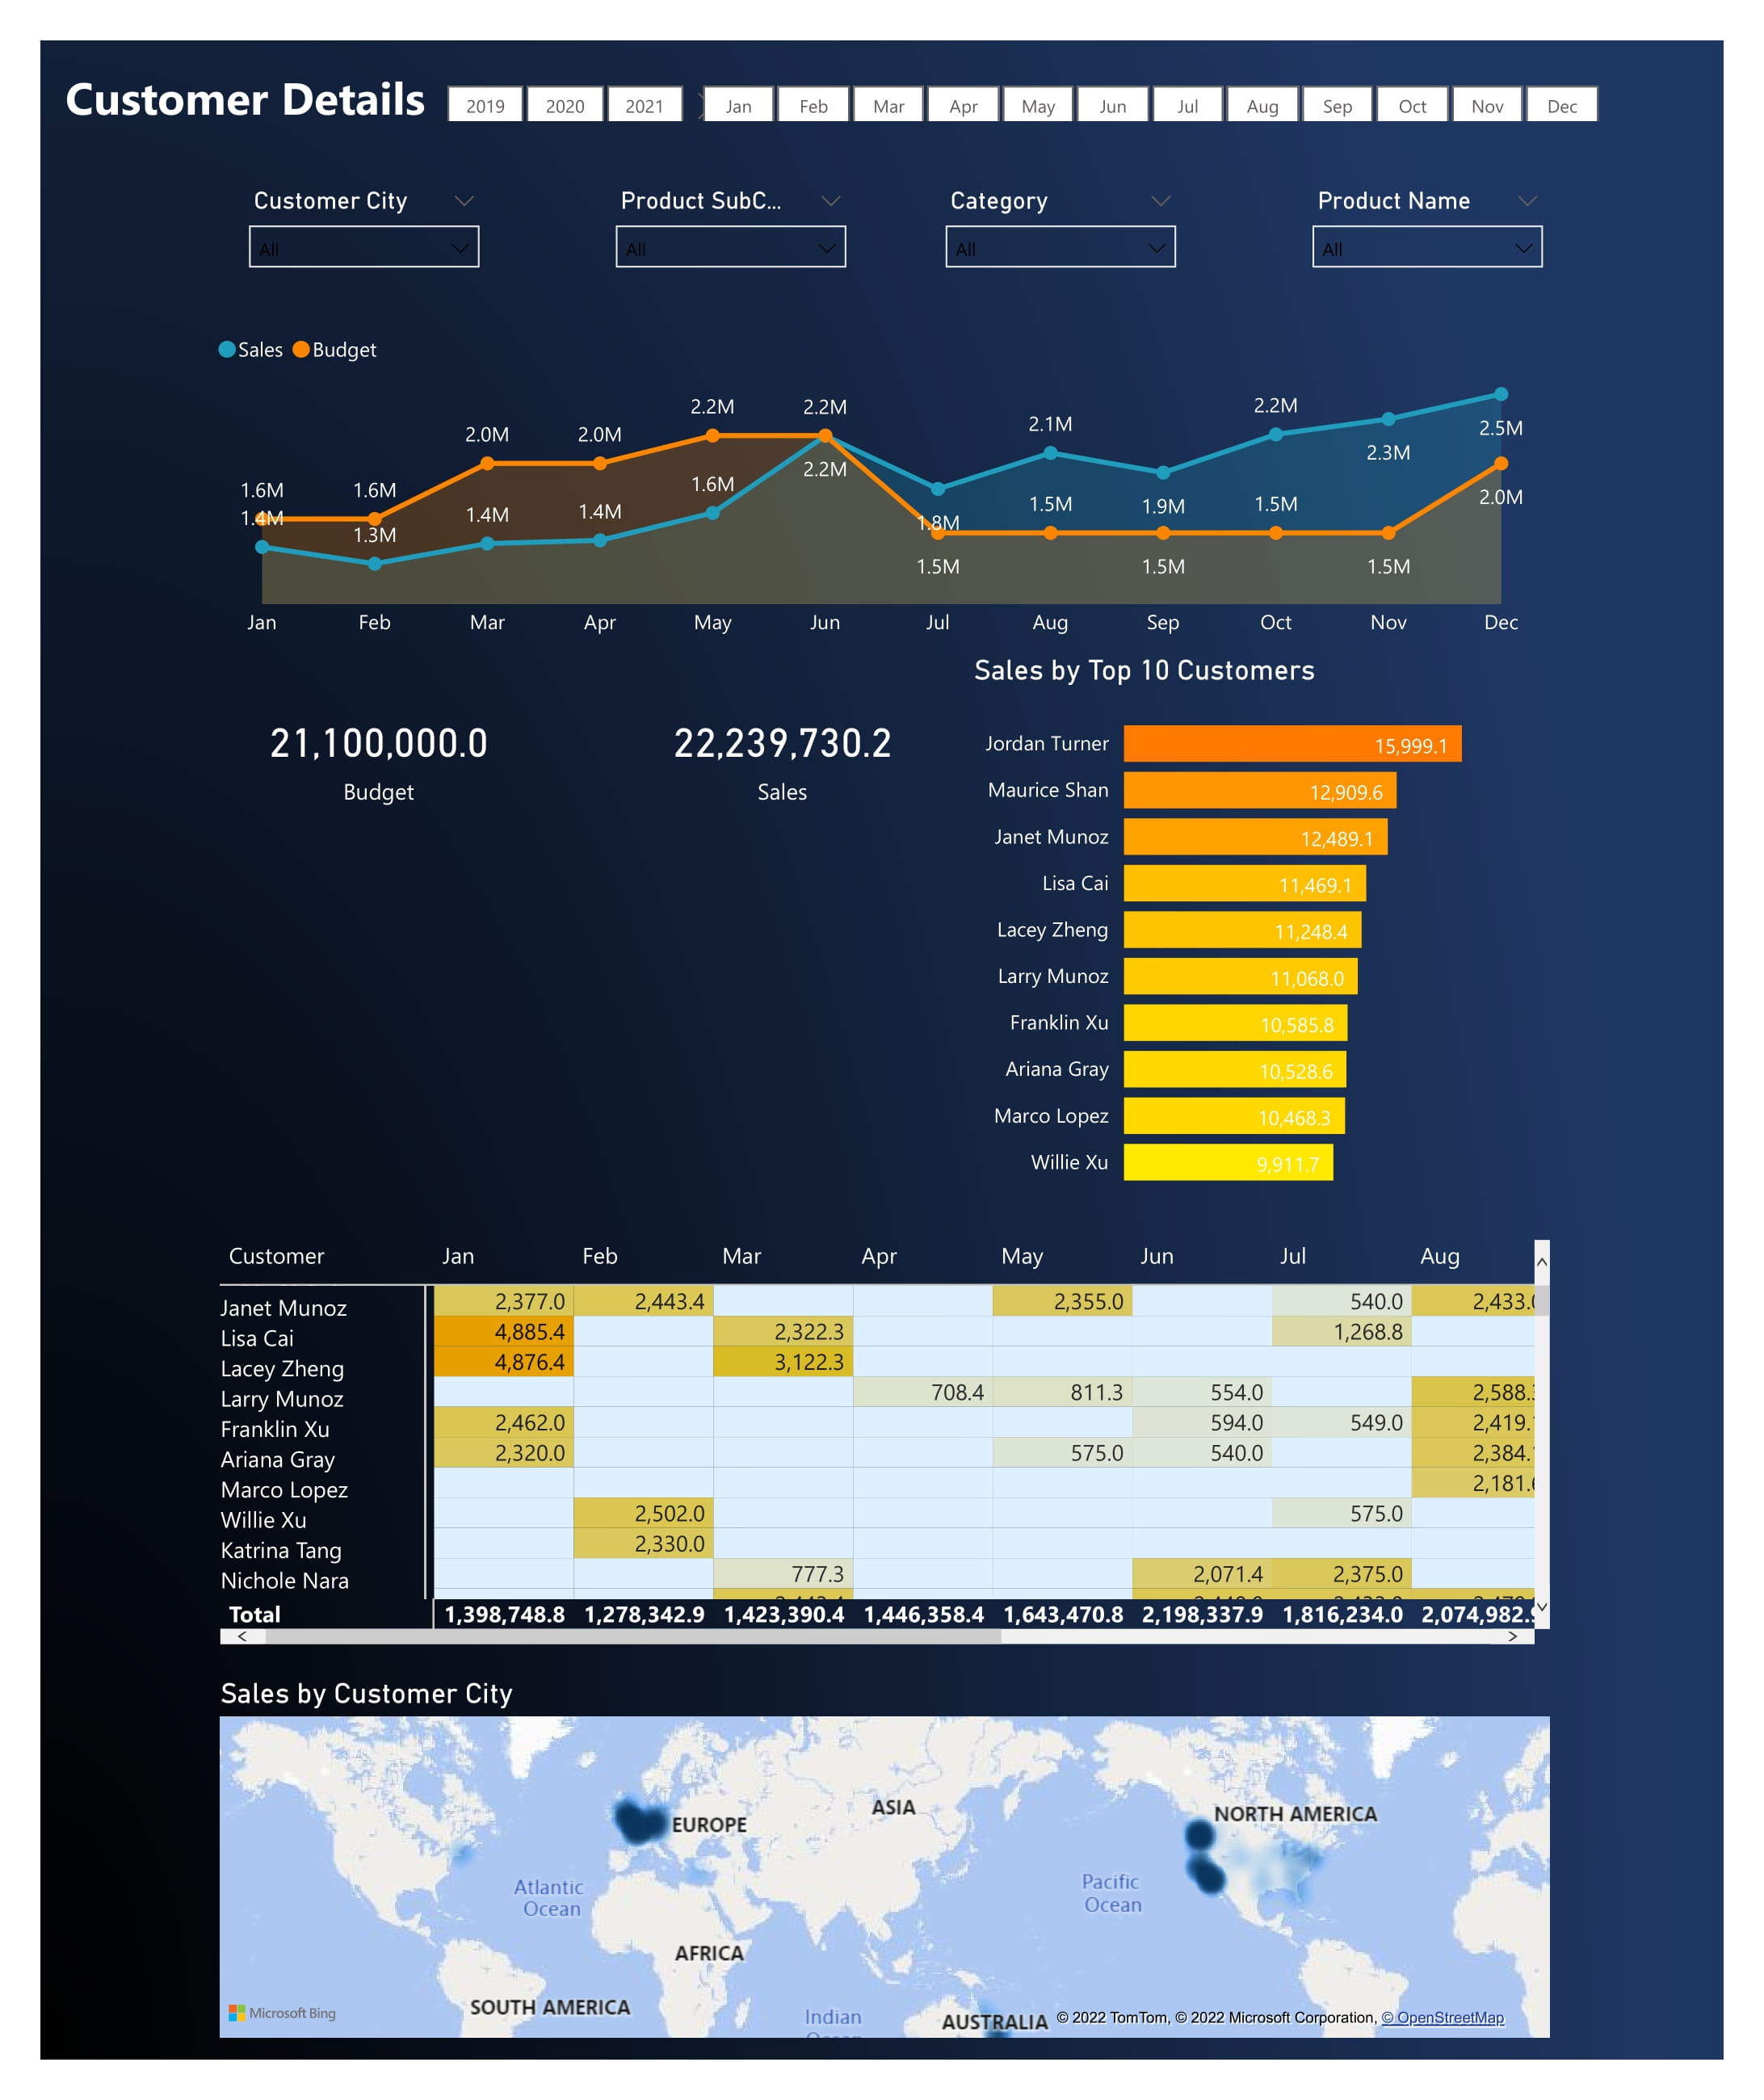 Customer Details
2019 2020 2021 Jan Feb Mar Apr May Jun Jul Aug Sep Oct Nov Dec
Customer City Product SubC... Category Product Name
All All All All
Sales Budget
1.6M 1.6M 2.0M 2.0M 2.2M 2.2M 2.1M 2.2M 2.5M
1.4M 1.3M 1.4M 1.4M 1.6M 2.2M 1.8M 1.5M 1.9M 1.5M 2.3M 2.0M
1.5M 1.5M 1.5M
Jan Feb Mar Apr May Jun Jul Aug Sep Oct Nov Dec
21,100,000.0
Budget
22,239,730.2
Sales
Sales by Top 10 Customers
Jordan Turner 15,999.1
Maurice Shan 12,909.6
Janet Munoz 12,489.1
Lisa Cai 11,469.1
Lacey Zheng 11,248.4
Larry Munoz 11,068.0
Franklin Xu 10,585.8
Ariana Gray 10,528.6
Marco Lopez 10,468.3
Willie Xu 9,911.7
Customer Jan Feb Mar Apr May Jun Jul Aug
Janet Munoz 2,377.0 2,443.4 2,355.0 540.0 2,433.
Lisa Cai 4,885.4 2,322.3 1,268.8
Lacey Zheng 4,876.4 3,122.3
Larry Munoz 708.4 811.3 554.0 2,588.
Franklin Xu 2,462.0 594.0 549.0 2,419.
Ariana Gray 2,320.0 575.0 540.0 2,384.
Marco Lopez 2,181.
Willie Xu 2,502.0 575.0
Katrina Tang 2,330.0
Nichole Nara 777.3 2,071.4 2,375.0
Total 1,398,748.8 1,278,342.9 1,423,390.4 1,446,358.4 1,643,470.8 2,198,337.9 1,816,234.0 2,074,982.9
Sales by Customer City
EUROPE
ASIA
NORTH AMERICA
Atlantic
Ocean
Pacific
Ocean
AFRICA
SOUTH AMERICA
Indian
AUSTRALIA
Microsoft Bing
© 2022 TomTom, © 2022 Microsoft Corporation, © OpenStreetMap